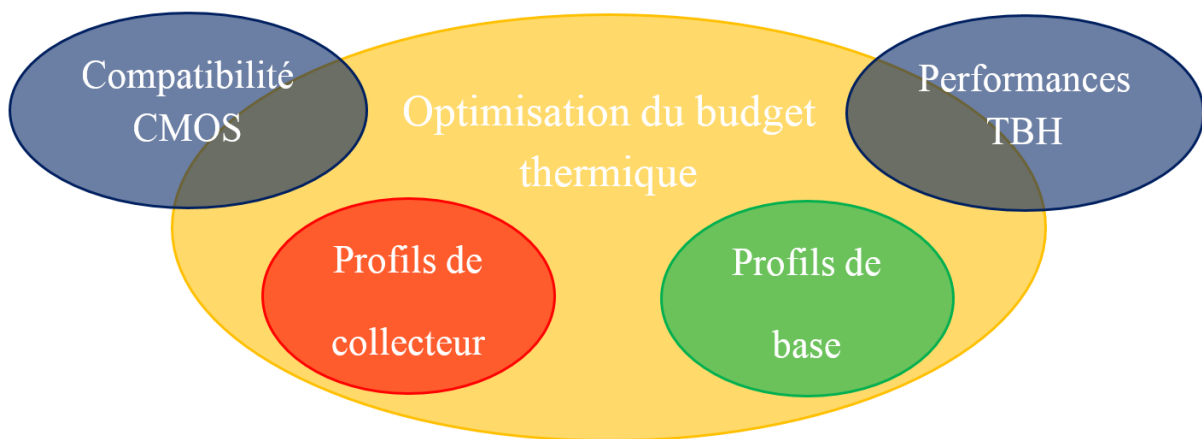 Compatibilité
CMOS
Optimisation du budget
thermique
Performances
TBH
Profils de
collecteur
Profils de
base